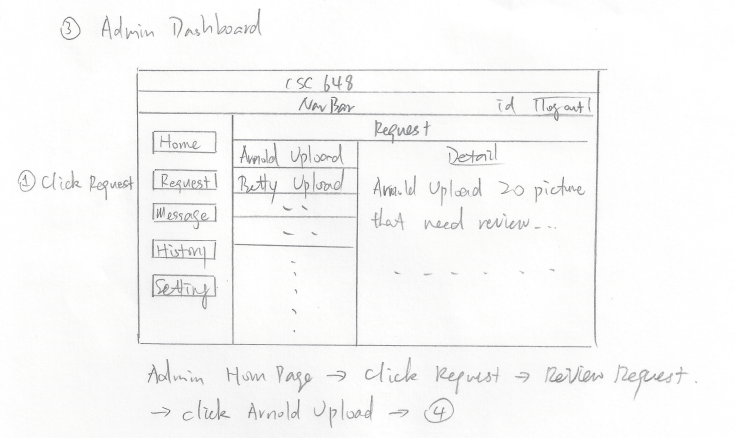 ③ Admin Dashboard
CSC 648
Nav Bar id logout
Request
Home
Arnold Upload
Detail
① Click Request
Request
Betty Upload
Arnold Upload 20 picture
that need review...
Message
History
Setting
Admin Hom Page → click Request → Review Request.
→ click Arnold Upload → ④